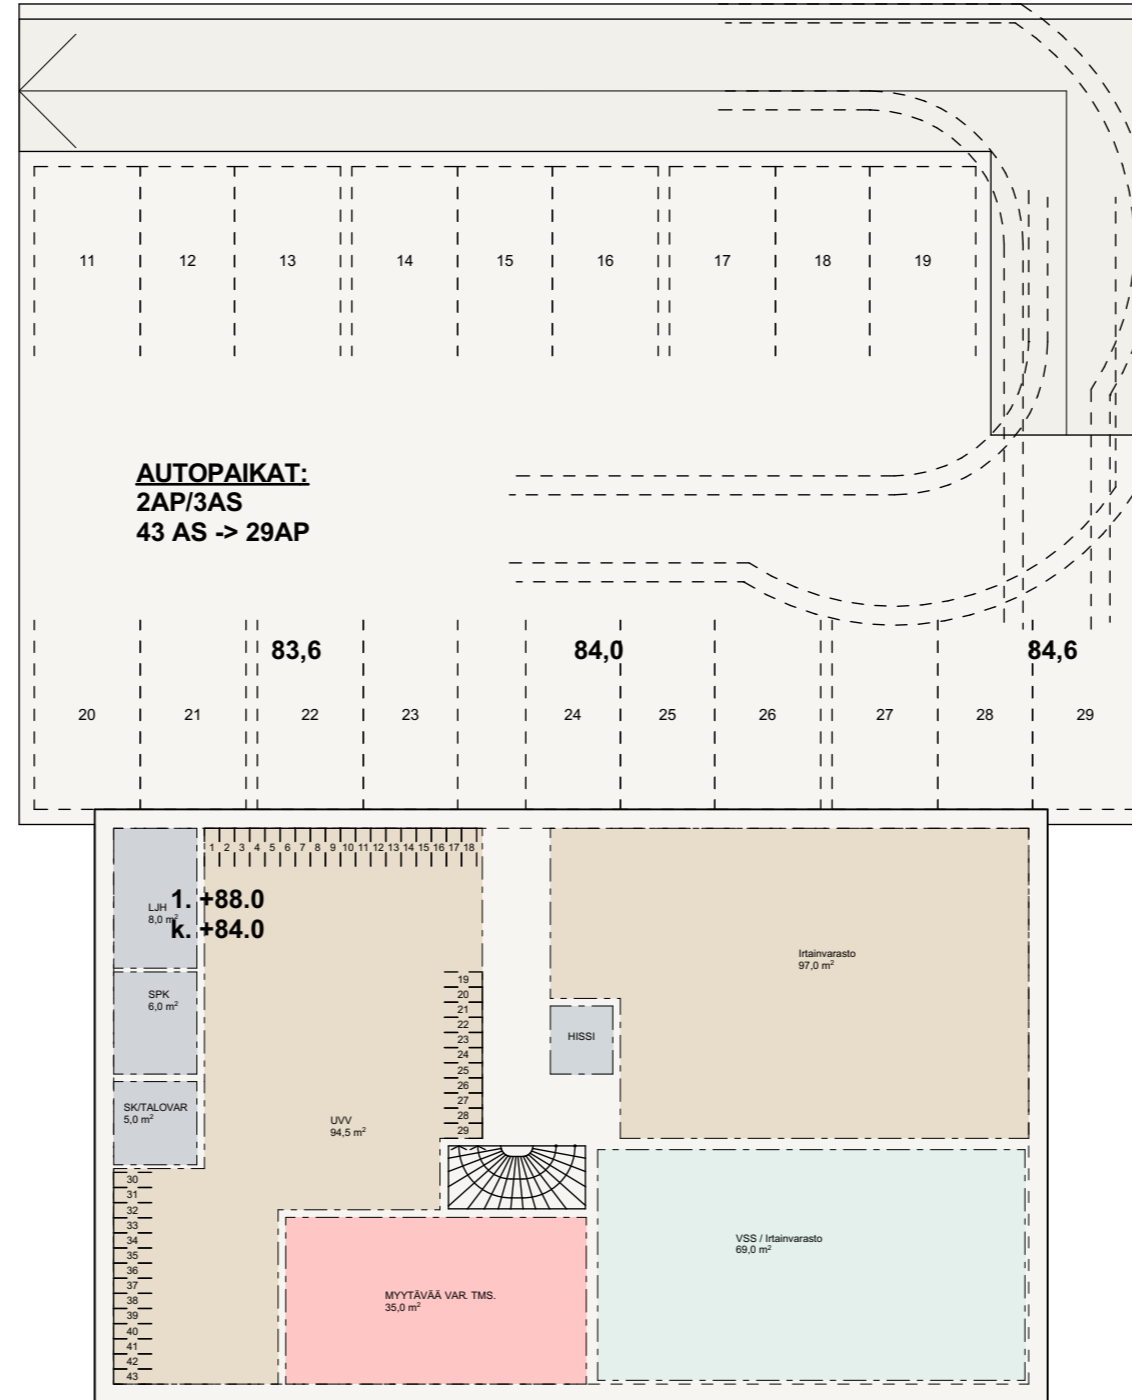 11 12 13 14 15 16 17 18 19
AUTOPAIKAT:
2AP/3AS
43 AS -> 29AP
83,6 84,0 84,6
20 21 22 23 24 25 26 27 28 29
1 2 3 4 5 6 7 8 9 10 11 12 13 14 15 16 17 18
LJH
8,0 m²
1. +88.0
k. +84.0
Irtainvarasto
97,0 m²
19
20
21
22
23
24
25
26
27
28
29
SPK
6,0 m²
HISSI
SK/TALOVAR
5,0 m²
UVV
94,5 m²
30
31
32
33
34
35
36
37
38
39
40
41
42
43
VSS / Irtainvarasto
69,0 m²
MYYTÄVÄÄ VAR. TMS.
35,0 m²